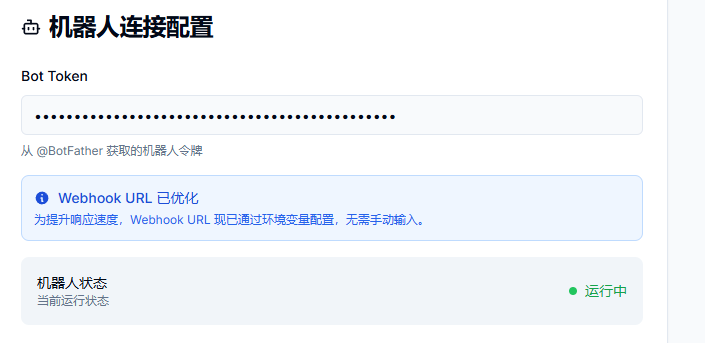 机器人连接配置
Bot Token
••••••••••••••••••••••••••••••••••••••••••••••
从 @BotFather 获取的机器人令牌
Webhook URL 已优化
为提升响应速度，Webhook URL 现已通过环境变量配置，无需手动输入。
机器人状态
当前运行状态
运行中